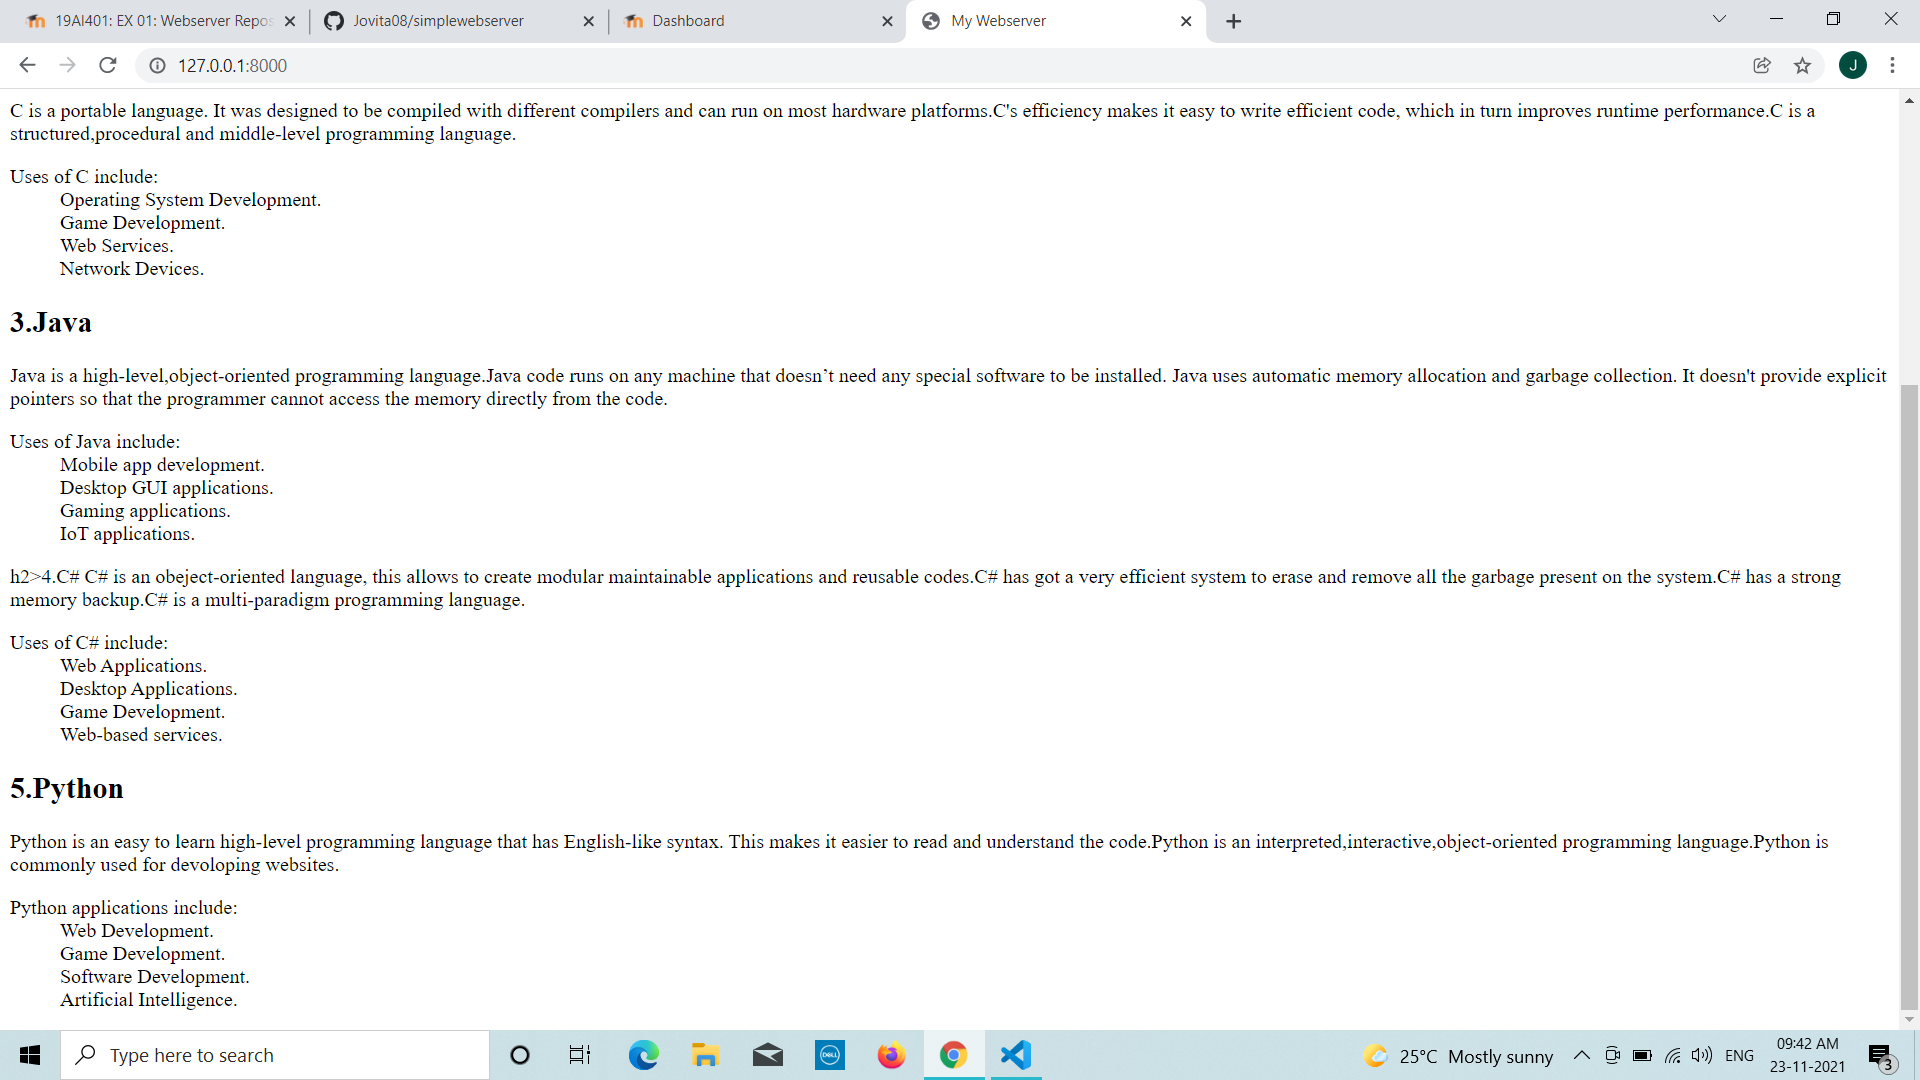 19AI401: EX 01: Webserver Repos
Jovita08/simplewebserver
Dashboard
My Webserver
127.0.0.1:8000
J
C is a portable language. It was designed to be compiled with different compilers and can run on most hardware platforms.C's efficiency makes it easy to write efficient code, which in turn improves runtime performance.C is a
structured,procedural and middle-level programming language.
Uses of C include:
Operating System Development.
Game Development.
Web Services.
Network Devices.
3.Java
Java is a high-level,object-oriented programming language.Java code runs on any machine that doesn’t need any special software to be installed. Java uses automatic memory allocation and garbage collection. It doesn't provide explicit
pointers so that the programmer cannot access the memory directly from the code.
Uses of Java include:
Mobile app development.
Desktop GUI applications.
Gaming applications.
IoT applications.
h2>4.C# C# is an obeject-oriented language, this allows to create modular maintainable applications and reusable codes.C# has got a very efficient system to erase and remove all the garbage present on the system.C# has a strong
memory backup.C# is a multi-paradigm programming language.
Uses of C# include:
Web Applications.
Desktop Applications.
Game Development.
Web-based services.
5.Python
Python is an easy to learn high-level programming language that has English-like syntax. This makes it easier to read and understand the code.Python is an interpreted,interactive,object-oriented programming language.Python is
commonly used for devoloping websites.
Python applications include:
Web Development.
Game Development.
Software Development.
Artificial Intelligence.
Type here to search
DELL
25°C Mostly sunny
ENG
09:42 AM
23-11-2021
3